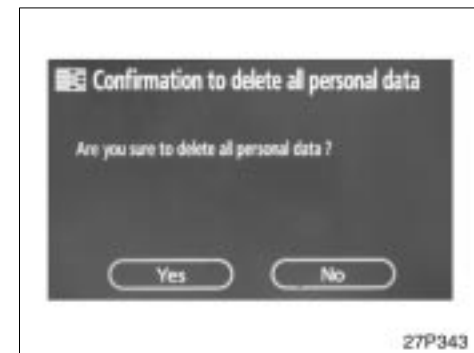 Confirmation to delete all personal data
Are you sure to delete all personal data ?
Yes No
27P343